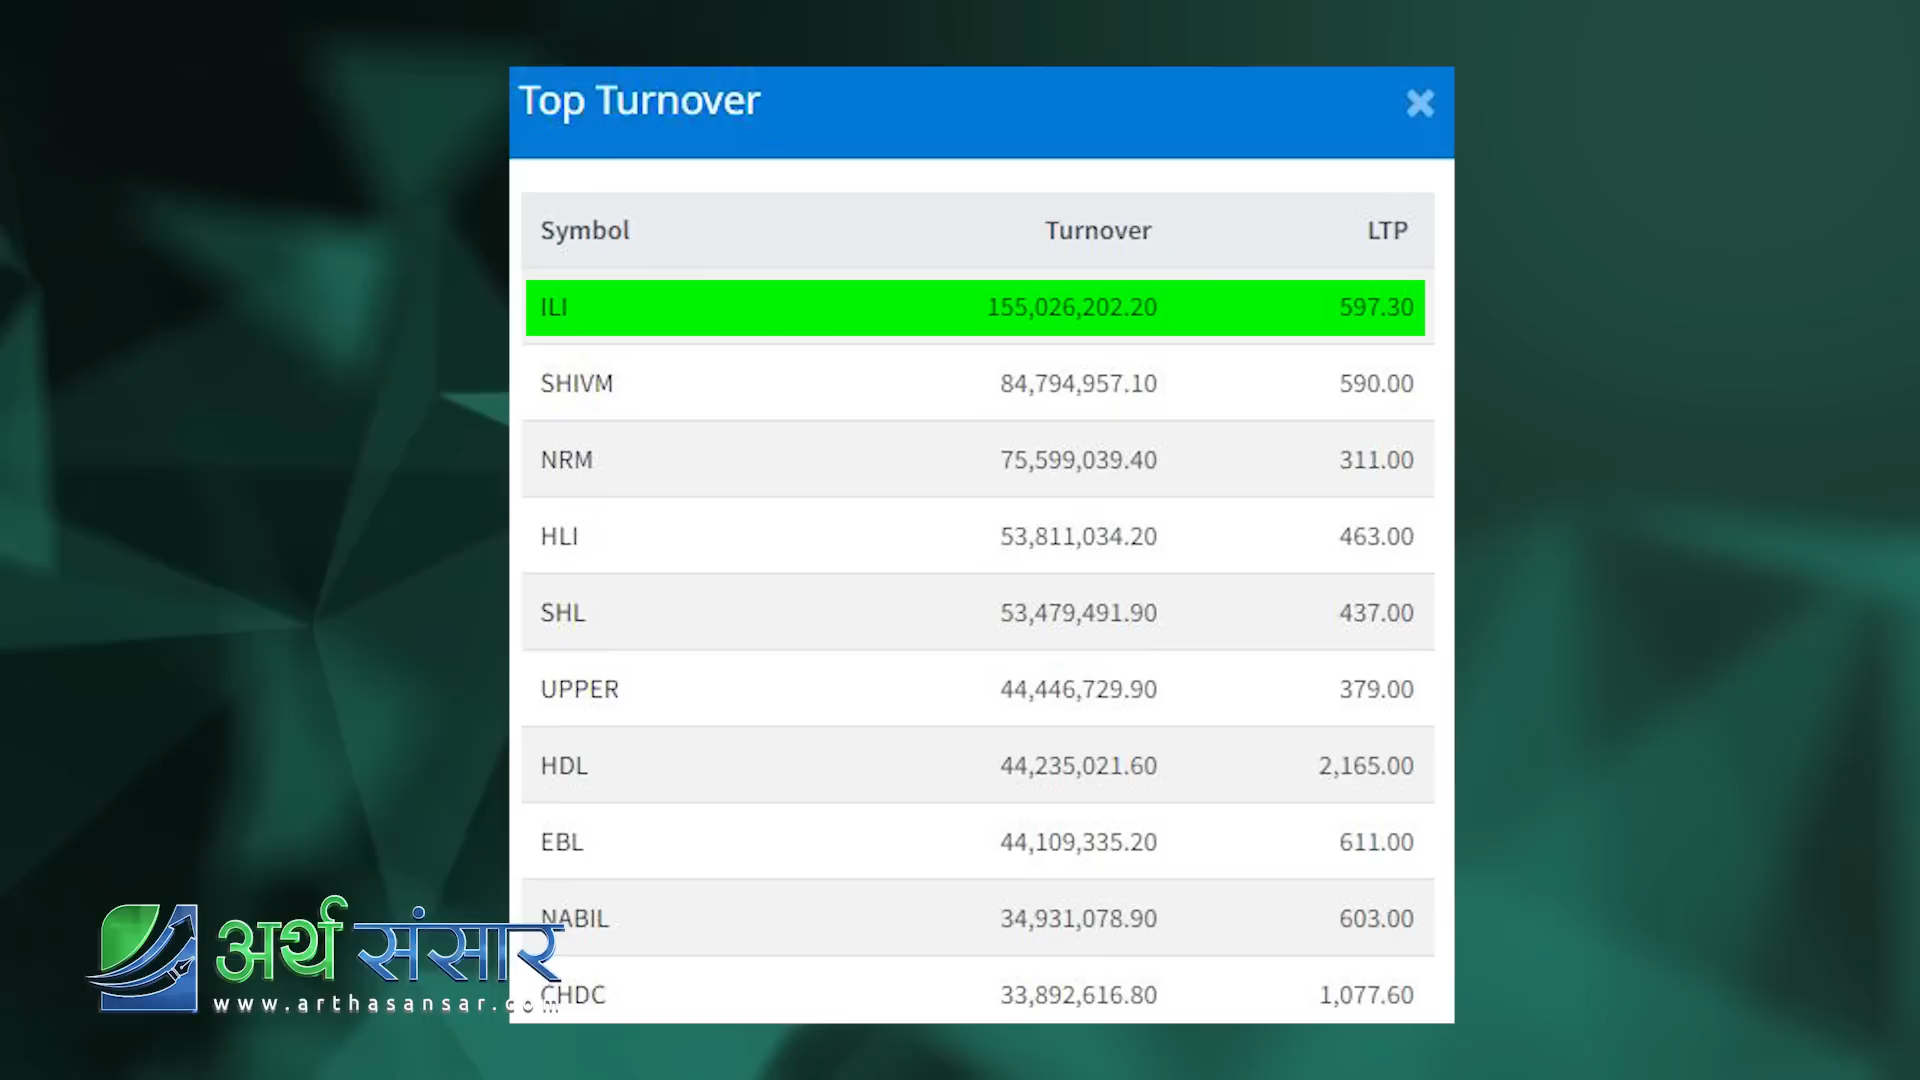 Top Turnover
Symbol Turnover LTP
ILI 155,026,202.20 597.30
SHIVM 84,794,957.10 590.00
NRM 75,599,039.40 311.00
HLI 53,811,034.20 463.00
SHL 53,479,491.90 437.00
UPPER 44,446,729.90 379.00
HDL 44,235,021.60 2,165.00
EBL 44,109,335.20 611.00
NABIL 34,931,078.90 603.00
CHDC 33,892,616.80 1,077.60
अर्थ संसार
www.arthasansar.com